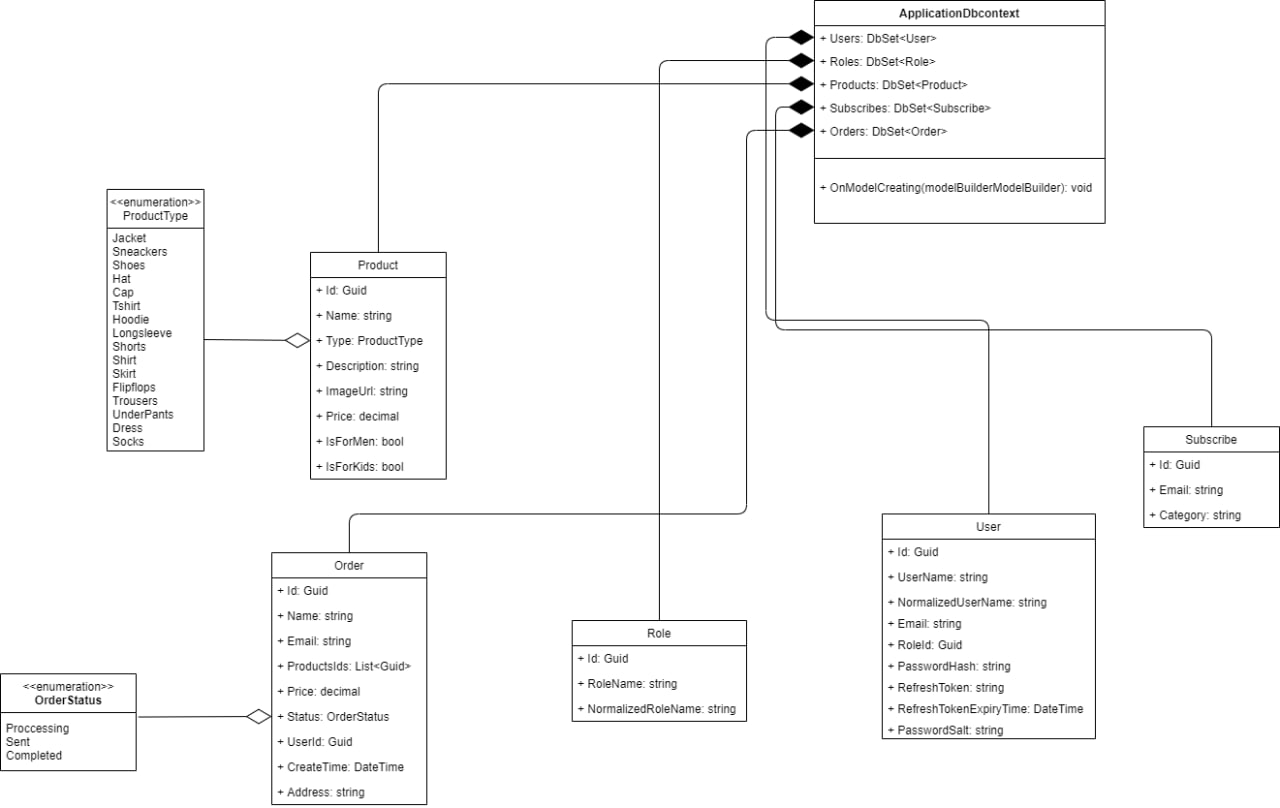 ApplicationDbcontext
+ Users: DbSet<User>
+ Roles: DbSet<Role>
+ Products: DbSet<Product>
+ Subscribes: DbSet<Subscribe>
+ Orders: DbSet<Order>
+ OnModelCreating(modelBuilderModelBuilder): void
<<enumeration>>
ProductType
Jacket
Sneackers
Shoes
Hat
Cap
Tshirt
Hoodie
Longsleeve
Shorts
Shirt
Skirt
Flipflops
Trousers
UnderPants
Dress
Socks
Product
+ Id: Guid
+ Name: string
+ Type: ProductType
+ Description: string
+ ImageUrl: string
+ Price: decimal
+ IsForMen: bool
+ IsForKids: bool
Subscribe
+ Id: Guid
+ Email: string
+ Category: string
User
+ Id: Guid
+ UserName: string
+ NormalizedUserName: string
+ Email: string
+ RoleId: Guid
+ PasswordHash: string
+ RefreshToken: string
+ RefreshTokenExpiryTime: DateTime
+ PasswordSalt: string
Order
+ Id: Guid
+ Name: string
+ Email: string
+ ProductsIds: List<Guid>
+ Price: decimal
+ Status: OrderStatus
+ UserId: Guid
+ CreateTime: DateTime
+ Address: string
Role
+ Id: Guid
+ RoleName: string
+ NormalizedRoleName: string
<<enumeration>>
OrderStatus
Proccessing
Sent
Completed